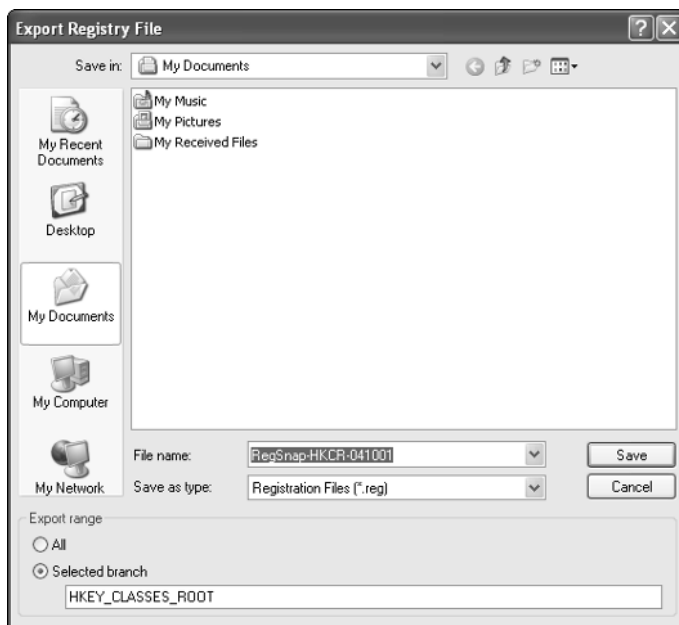 Export Registry File
Save in:
My Documents
My Recent
Documents
Desktop
My Documents
My Computer
My Network
My Music
My Pictures
My Received Files
File name:
RegSnap-HKCR-041001
Save
Save as type:
Registration Files (*.reg)
Cancel
Export range
All
Selected branch
HKEY_CLASSES_ROOT